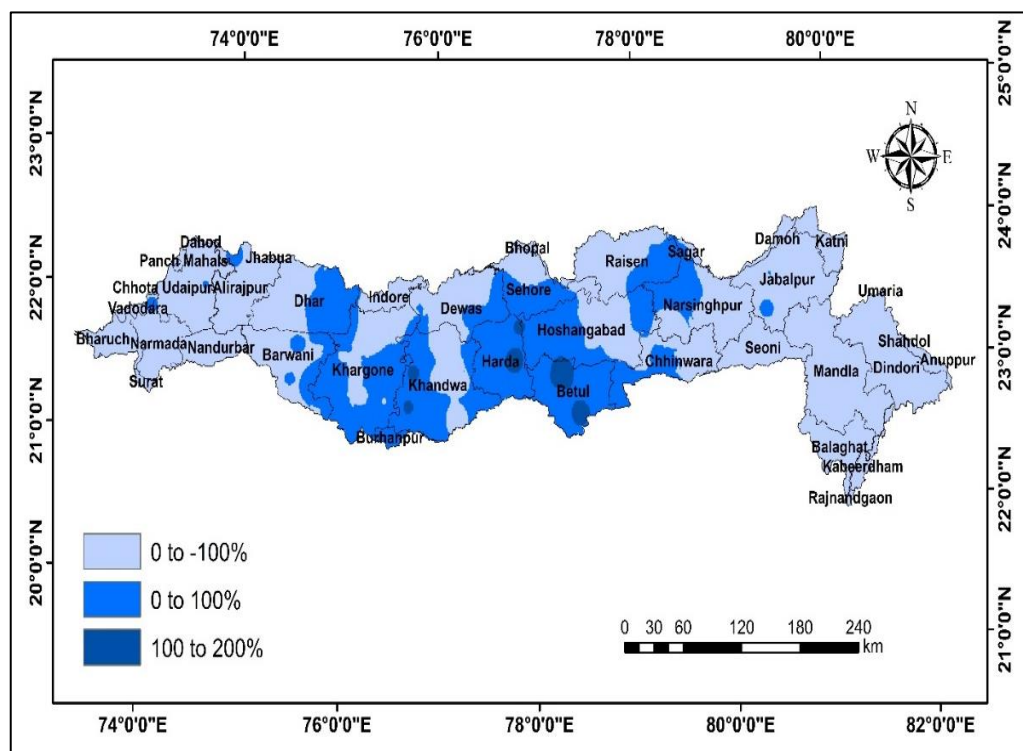 74°0'0"E 76°0'0"E 78°0'0"E 80°0'0"E
25°0'0"N
23°0'0"N
N
W E
S
24°0'0"N
Dahod
Bhopal
Damoh
Katni
Panch Mahals
Jhabua
Raisen
Sagar
22°0'0"N
Chhota Udaipur
Alirajpur
Dhar
Indore
Dewas
Sehore
Jabalpur
Umaria
Vadodara
Narsinghpur
Bharuch
Narmada
Nandurbar
Barwani
Hoshangabad
Shahdol
23°0'0"N
Surat
Khargone
Khandwa
Harda
Betul
Chhinwara
Seoni
Mandla
Dindori
Anuppur
21°0'0"N
Burhanpur
Balaghat
Kabeerdham
Rajnandgaon
22°0'0"N
20°0'0"N
0 to -100%
0 to 100%
100 to 200%
0 30 60 120 180 240
km
21°0'0"N
74°0'0"E 76°0'0"E 78°0'0"E 80°0'0"E 82°0'0"E